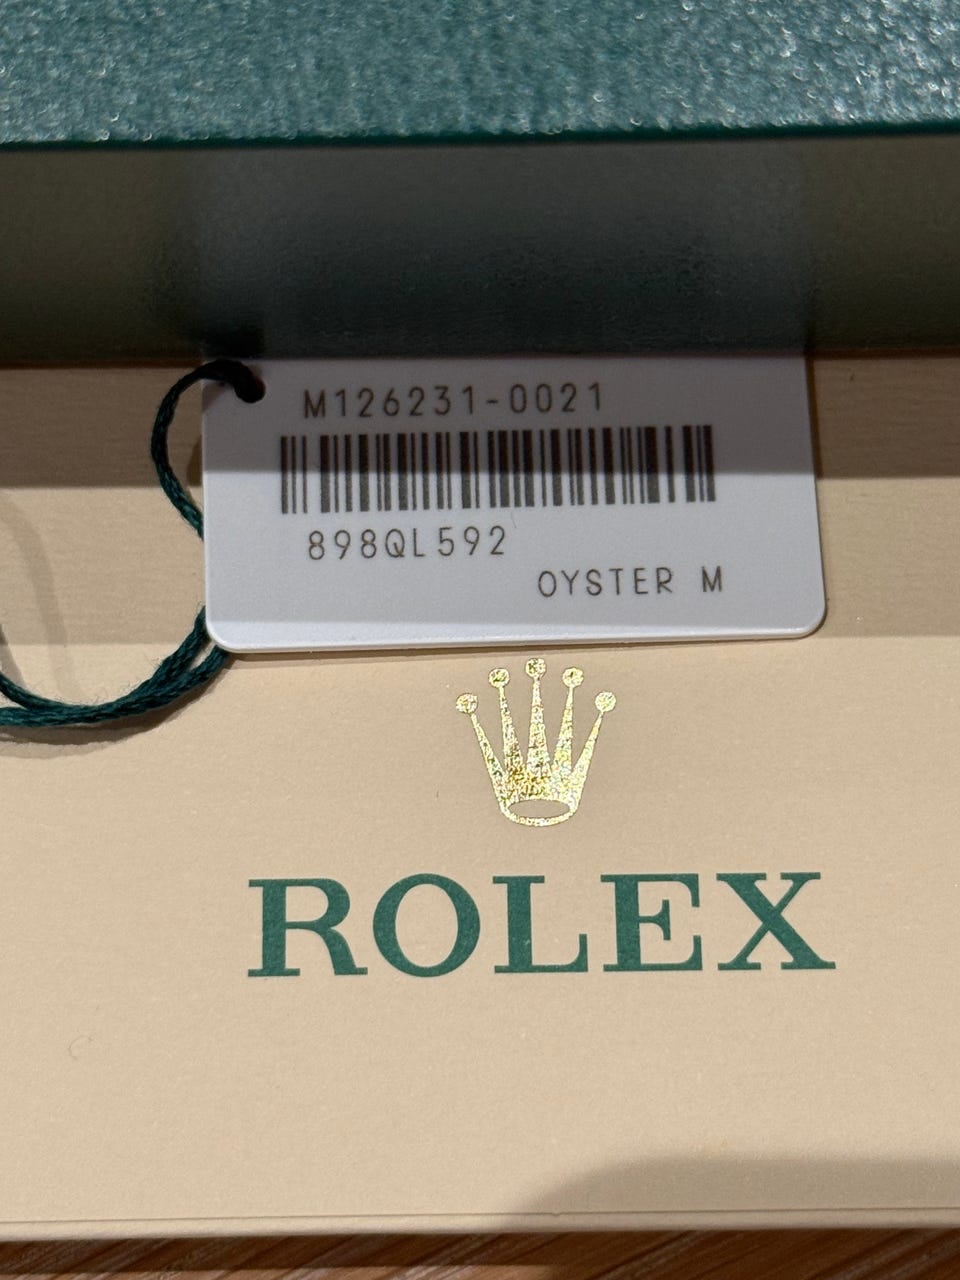 M126231-0021
898QL592
OYSTER M
ROLEX